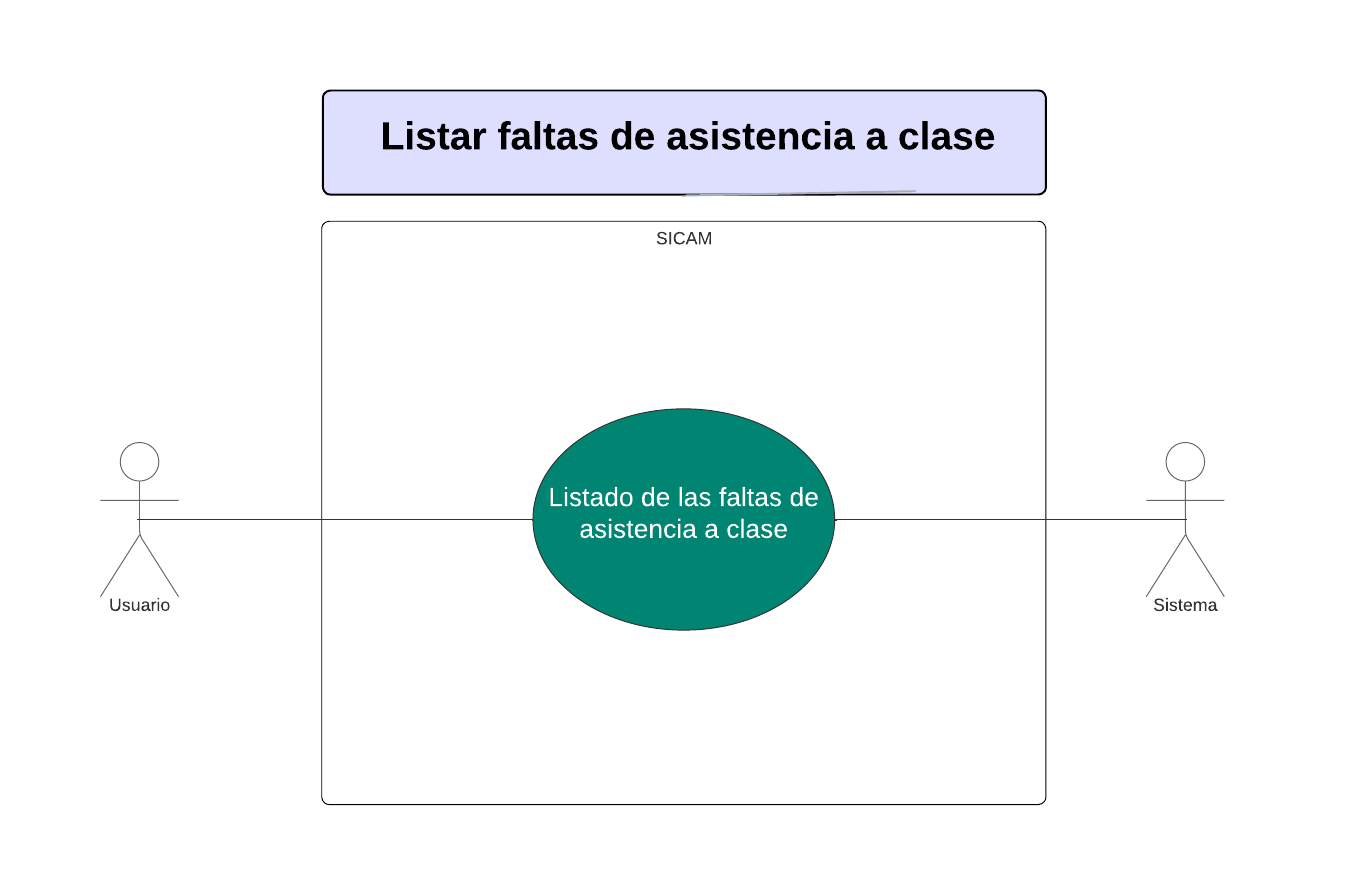 Listar faltas de asistencia a clase
SICAM
Listado de las faltas de
asistencia a clase
Usuario
Sistema